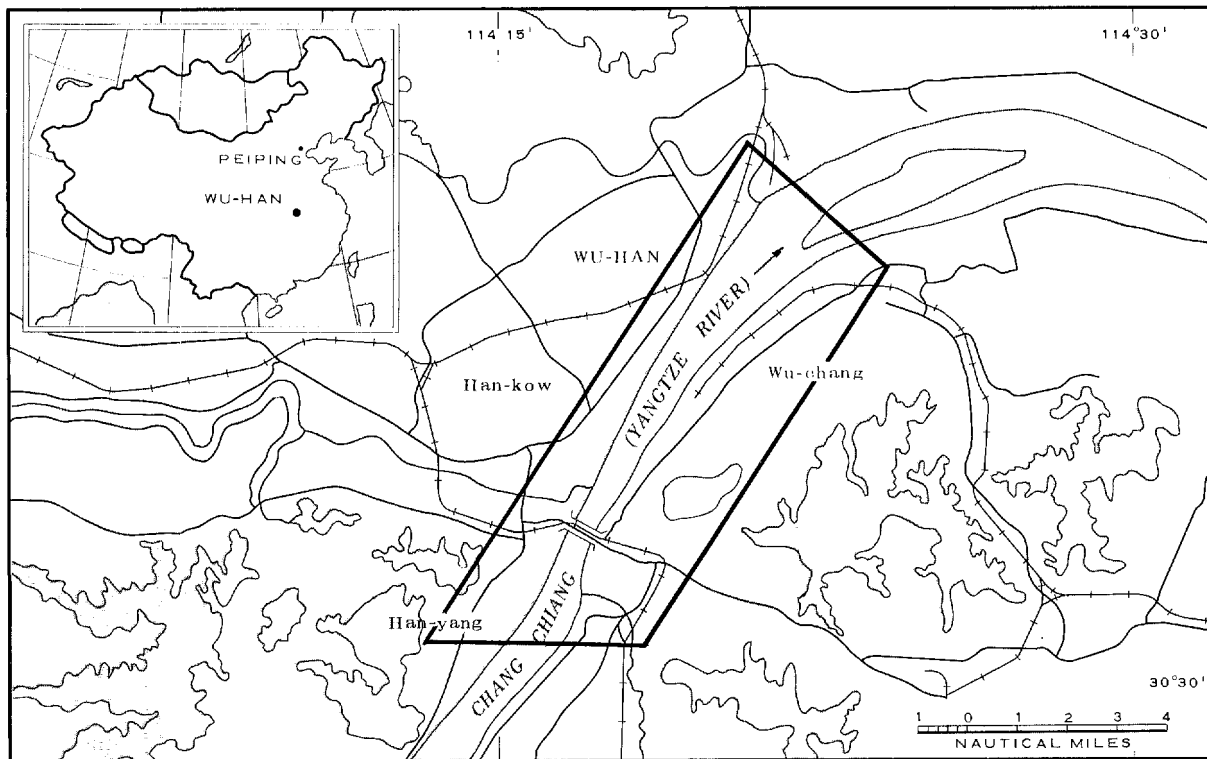 114°15'
114°30'
PEIPING
WU-HAN
WU-HAN
Han-kow
Wu-chang
(YANGTZE RIVER)
Han-yang
CHANG CHIANG
30°30'
1 0 1 2 3 4
NAUTICAL MILES